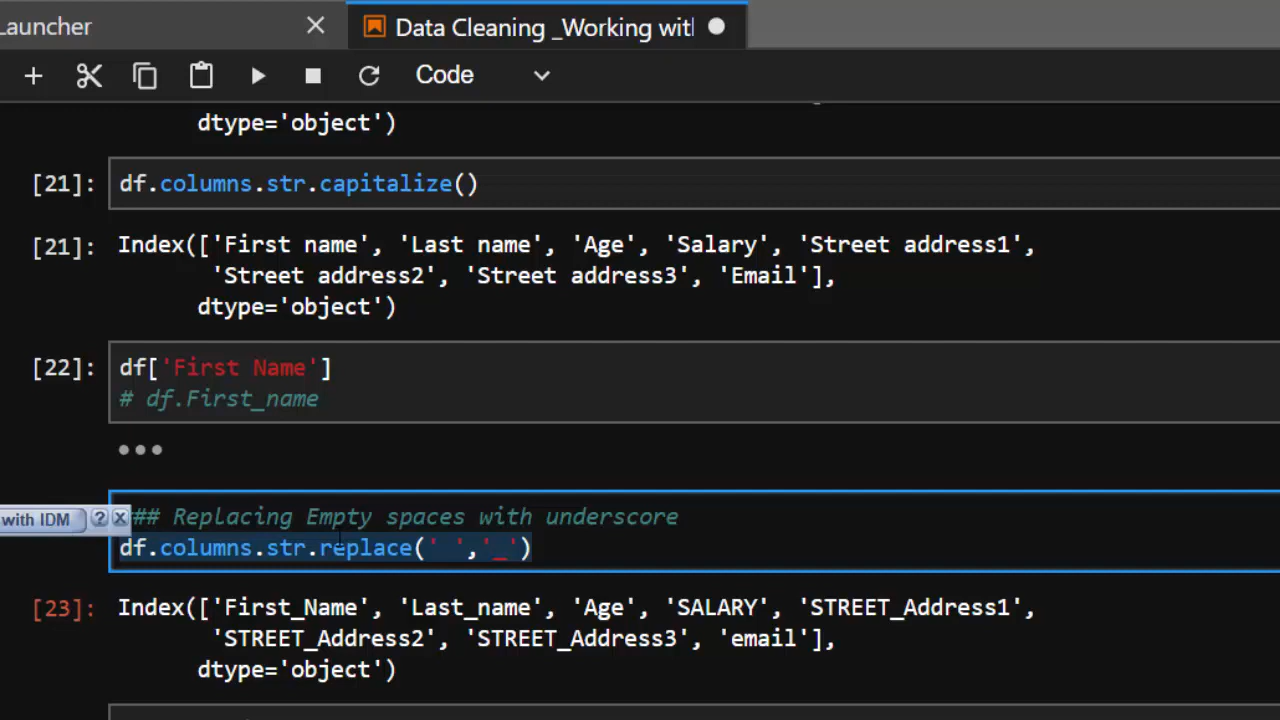 Launcher
Data Cleaning _Working wit
Code
dtype='object')
[21]: df.columns.str.capitalize()
[21]: Index(['First name', 'Last name', 'Age', 'Salary', 'Street address1',
'Street address2', 'Street address3', 'Email'],
dtype='object')
[22]: df['First Name']
# df.First_name
with IDM ? x
## Replacing Empty spaces with underscore
df.columns.str.replace(' ','_')
[23]: Index(['First_Name', 'Last_name', 'Age', 'SALARY', 'STREET_Address1',
'STREET_Address2', 'STREET_Address3', 'email'],
dtype='object')